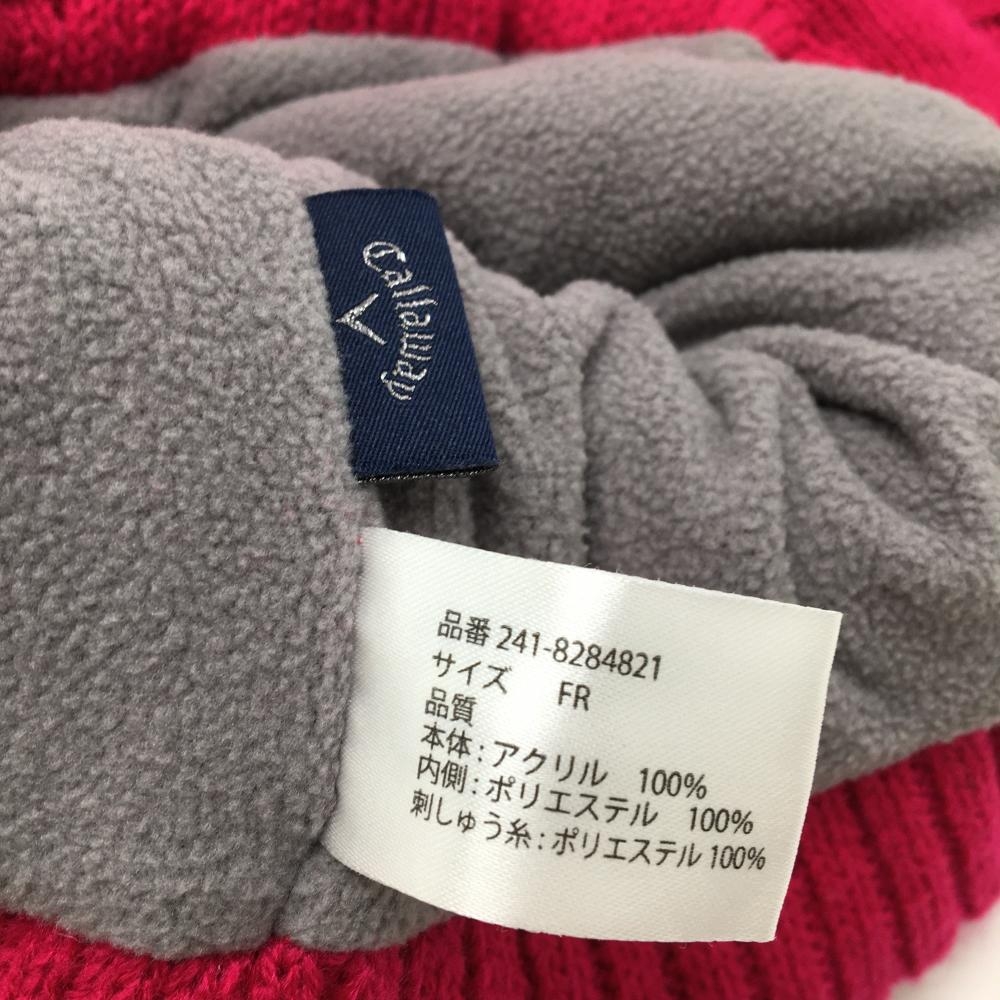 Callaway
品番 241-8284821
サイズ FR
品質
本体 : アクリル 100%
内側 : ポリエステル 100%
刺しゅう糸 : ポリエステル 100%